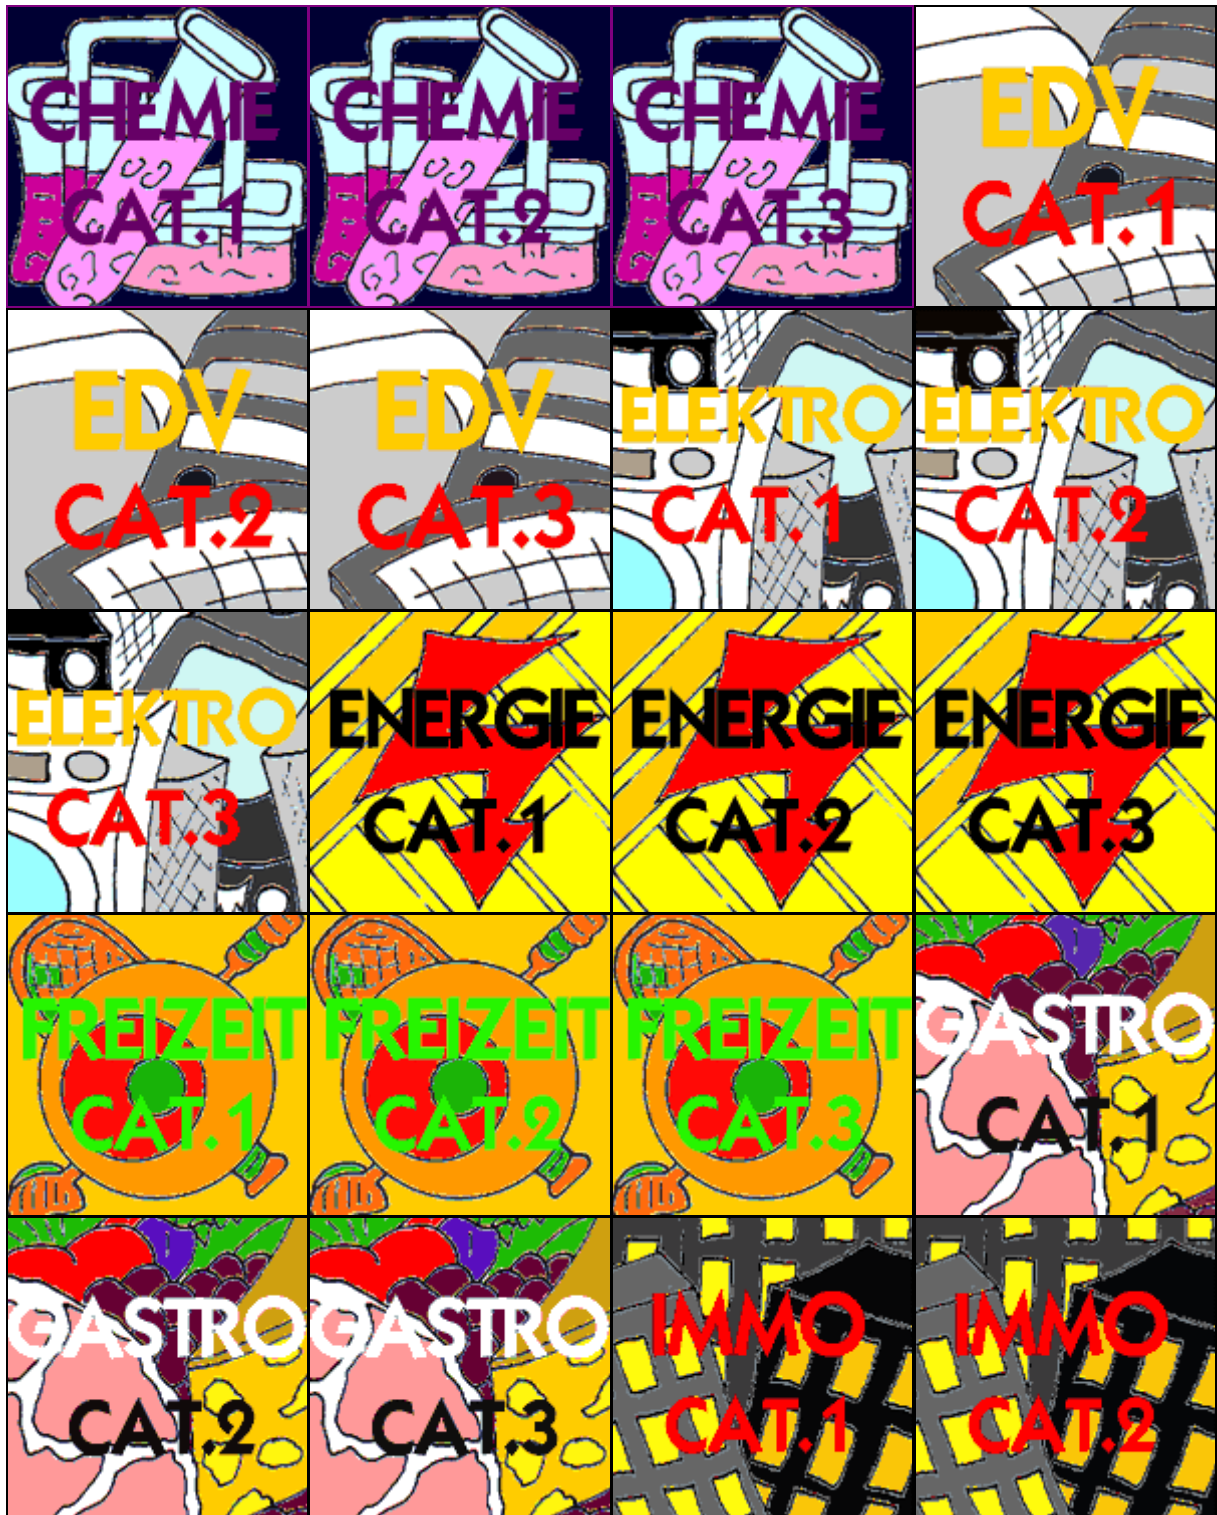 CHEMIE
CAT.1
CHEMIE
CAT.2
CHEMIE
CAT.3
EDV
CAT.1
EDV
CAT.2
EDV
CAT.3
ELEKTRO
CAT.1
ELEKTRO
CAT.2
ELEKTRO
CAT.3
ENERGIE
CAT.1
ENERGIE
CAT.2
ENERGIE
CAT.3
FREIZEIT
CAT.1
FREIZEIT
CAT.2
FREIZEIT
CAT.3
GASTRO
CAT.1
GASTRO
CAT.2
GASTRO
CAT.3
IMMO
CAT.1
IMMO
CAT.2